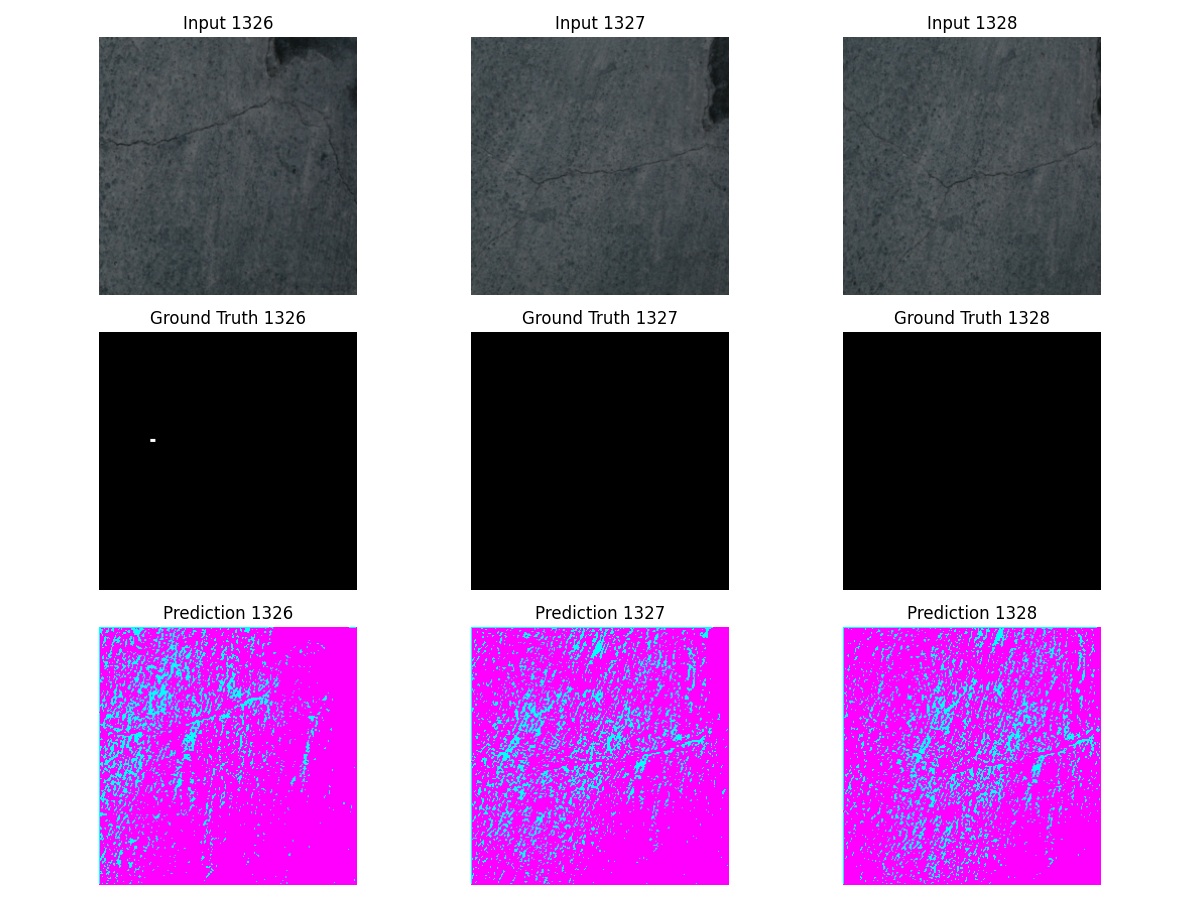 Input 1326
Input 1327
Input 1328
Ground Truth 1326
Ground Truth 1327
Ground Truth 1328
Prediction 1326
Prediction 1327
Prediction 1328